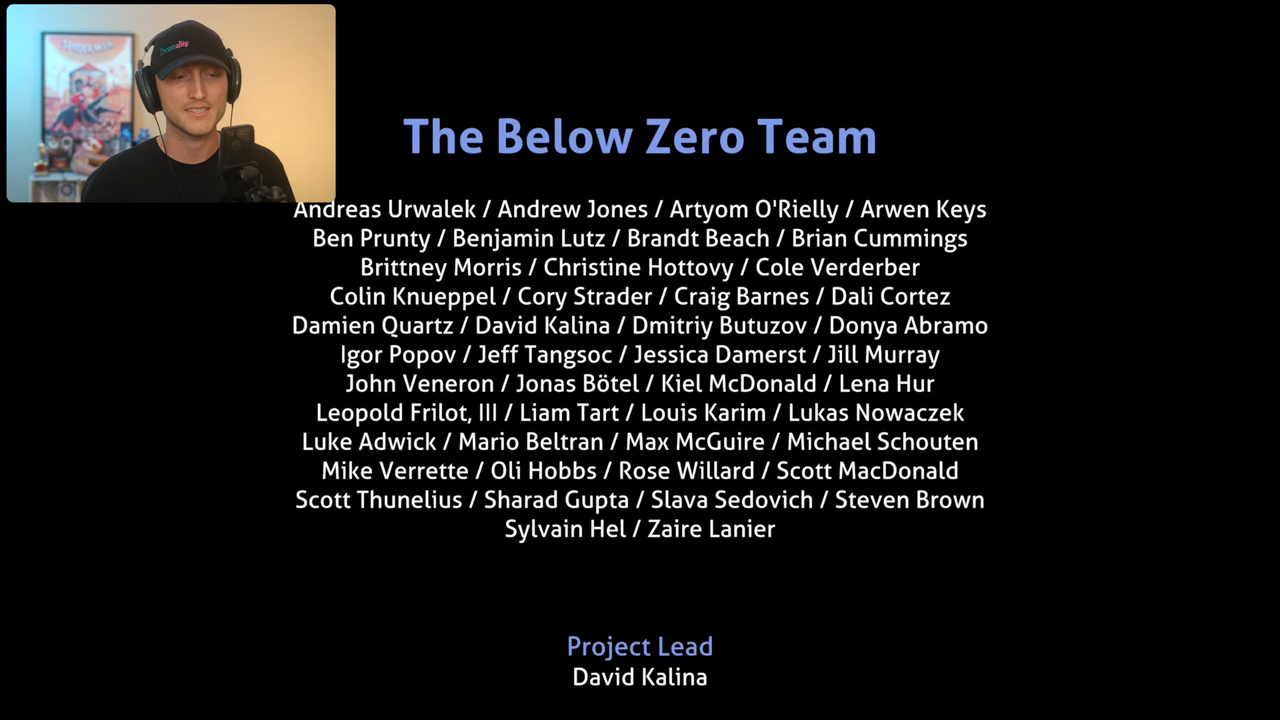 The Below Zero Team
Andreas Urwalek / Andrew Jones / Artyom O'Rielly / Arwen Keys
Ben Prunty / Benjamin Lutz / Brandt Beach / Brian Cummings
Brittney Morris / Christine Hottovy / Cole Verderber
Colin Knueppel / Cory Strader / Craig Barnes / Dali Cortez
Damien Quartz / David Kalina / Dmitriy Butuzov / Donya Abramo
Igor Popov / Jeff Tangsoc / Jessica Damerst / Jill Murray
John Veneron / Jonas Bötel / Kiel McDonald / Lena Hur
Leopold Frilot, III / Liam Tart / Louis Karim / Lukas Nowaczek
Luke Adwick / Mario Beltran / Max McGuire / Michael Schouten
Mike Verrette / Oli Hobbs / Rose Willard / Scott MacDonald
Scott Thunelius / Sharad Gupta / Slava Sedovich / Steven Brown
Sylvain Hel / Zaire Lanier
Project Lead
David Kalina